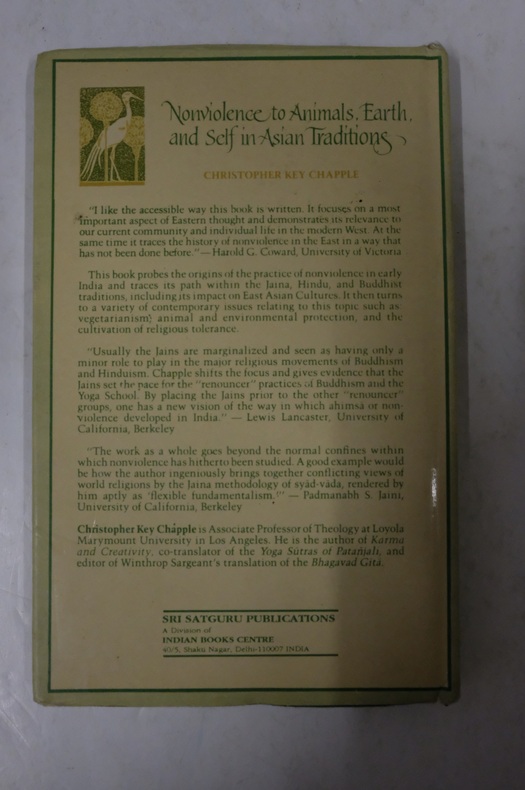 Nonviolence to Animals, Earth,
and Self in Asian Traditions
CHRISTOPHER KEY CHAPPLE
"I like the accessible way this book is written. It focuses on a most
important aspect of Eastern thought and demonstrates its relevance to
our current community and individual life in the modern West. At the
same time it traces the history of nonviolence in the East in a way that
has not been done before."— Harold G. Coward, University of Victoria
This book probes the origins of the practice of nonviolence in early
India and traces its path within the Jaina, Hindu, and Buddhist
traditions, including its impact on East Asian Cultures. It then turns
to a variety of contemporary issues relating to this topic such as
vegetarianism, animal and environmental protection, and the
cultivation of religious tolerance.
"Usually the Jains are marginalized and seen as having only a
minor role to play in the major religious movements of Buddhism
and Hinduism. Chapple shifts the focus and gives evidence that the
Jains set the pace for the "renouncer" practices of Buddhism and the
Yoga School. By placing the Jains prior to the other "renouncer"
groups, one has a new vision of the way in which ahimsā or non-
violence developed in India." — Lewis Lancaster, University of
California, Berkeley
"The work as a whole goes beyond the normal confines within
which nonviolence has hitherto been studied. A good example would
be how the author ingeniously brings together conflicting views of
world religions by the Jaina methodology of syād-vāda, rendered by
him aptly as 'flexible fundamentalism.'" — Padmanabh S. Jaini,
University of California, Berkeley
Christopher Key Chapple is Associate Professor of Theology at Loyola
Marymount University in Los Angeles. He is the author of Karma
and Creativity, co-translator of the Yoga Sūtras of Patañjali, and
editor of Winthrop Sargeant's translation of the Bhagavad Gītā.
SRI SATGURU PUBLICATIONS
A Division of
INDIAN BOOKS CENTRE
40/5, Shakti Nagar, Delhi-110007 INDIA